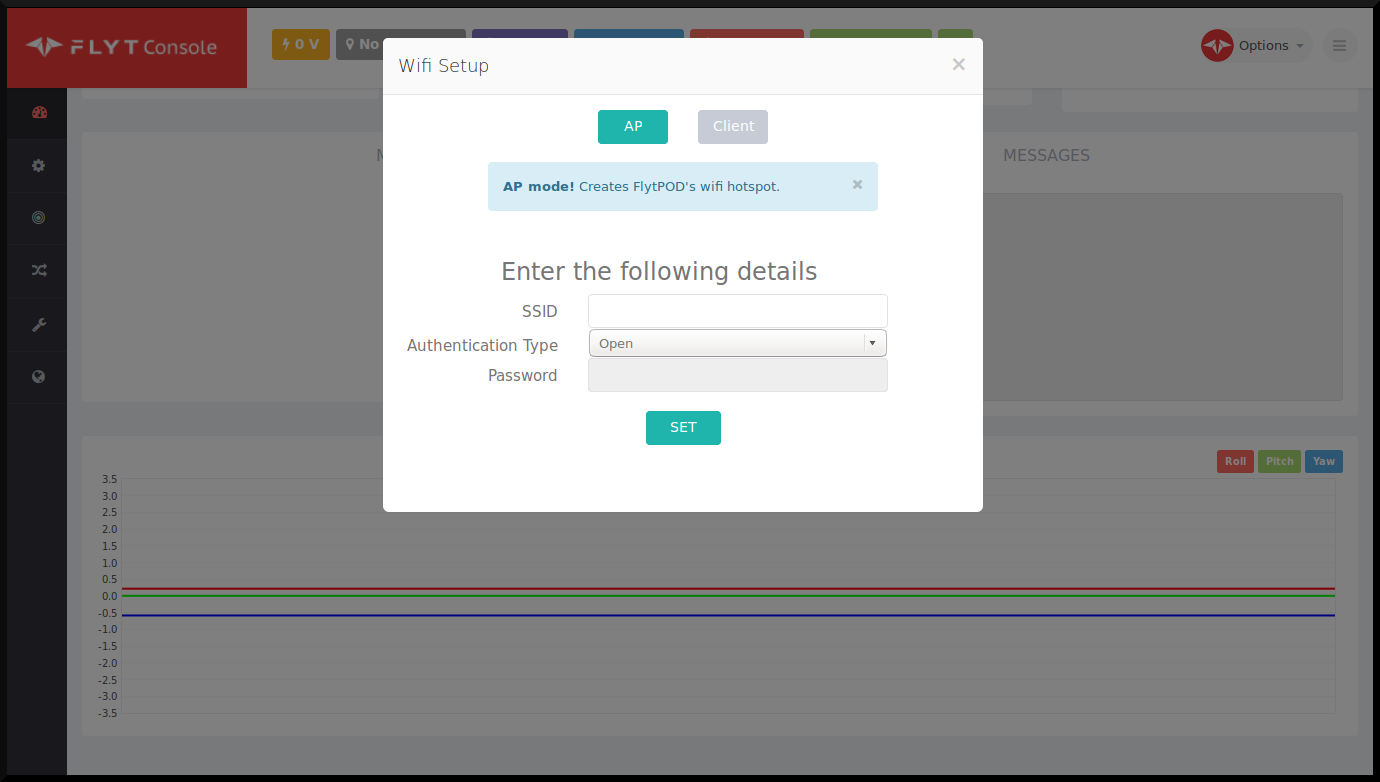 FLYT Console
0 V
No
Options
Wifi Setup
×
AP
Client
AP mode! Creates FlytPOD's wifi hotspot.
MESSAGES
Enter the following details
SSID
Authentication Type
Open
Password
SET
Roll
Pitch
Yaw
3.5
3.0
2.5
2.0
1.5
1.0
0.5
0.0
-0.5
-1.0
-1.5
-2.0
-2.5
-3.0
-3.5